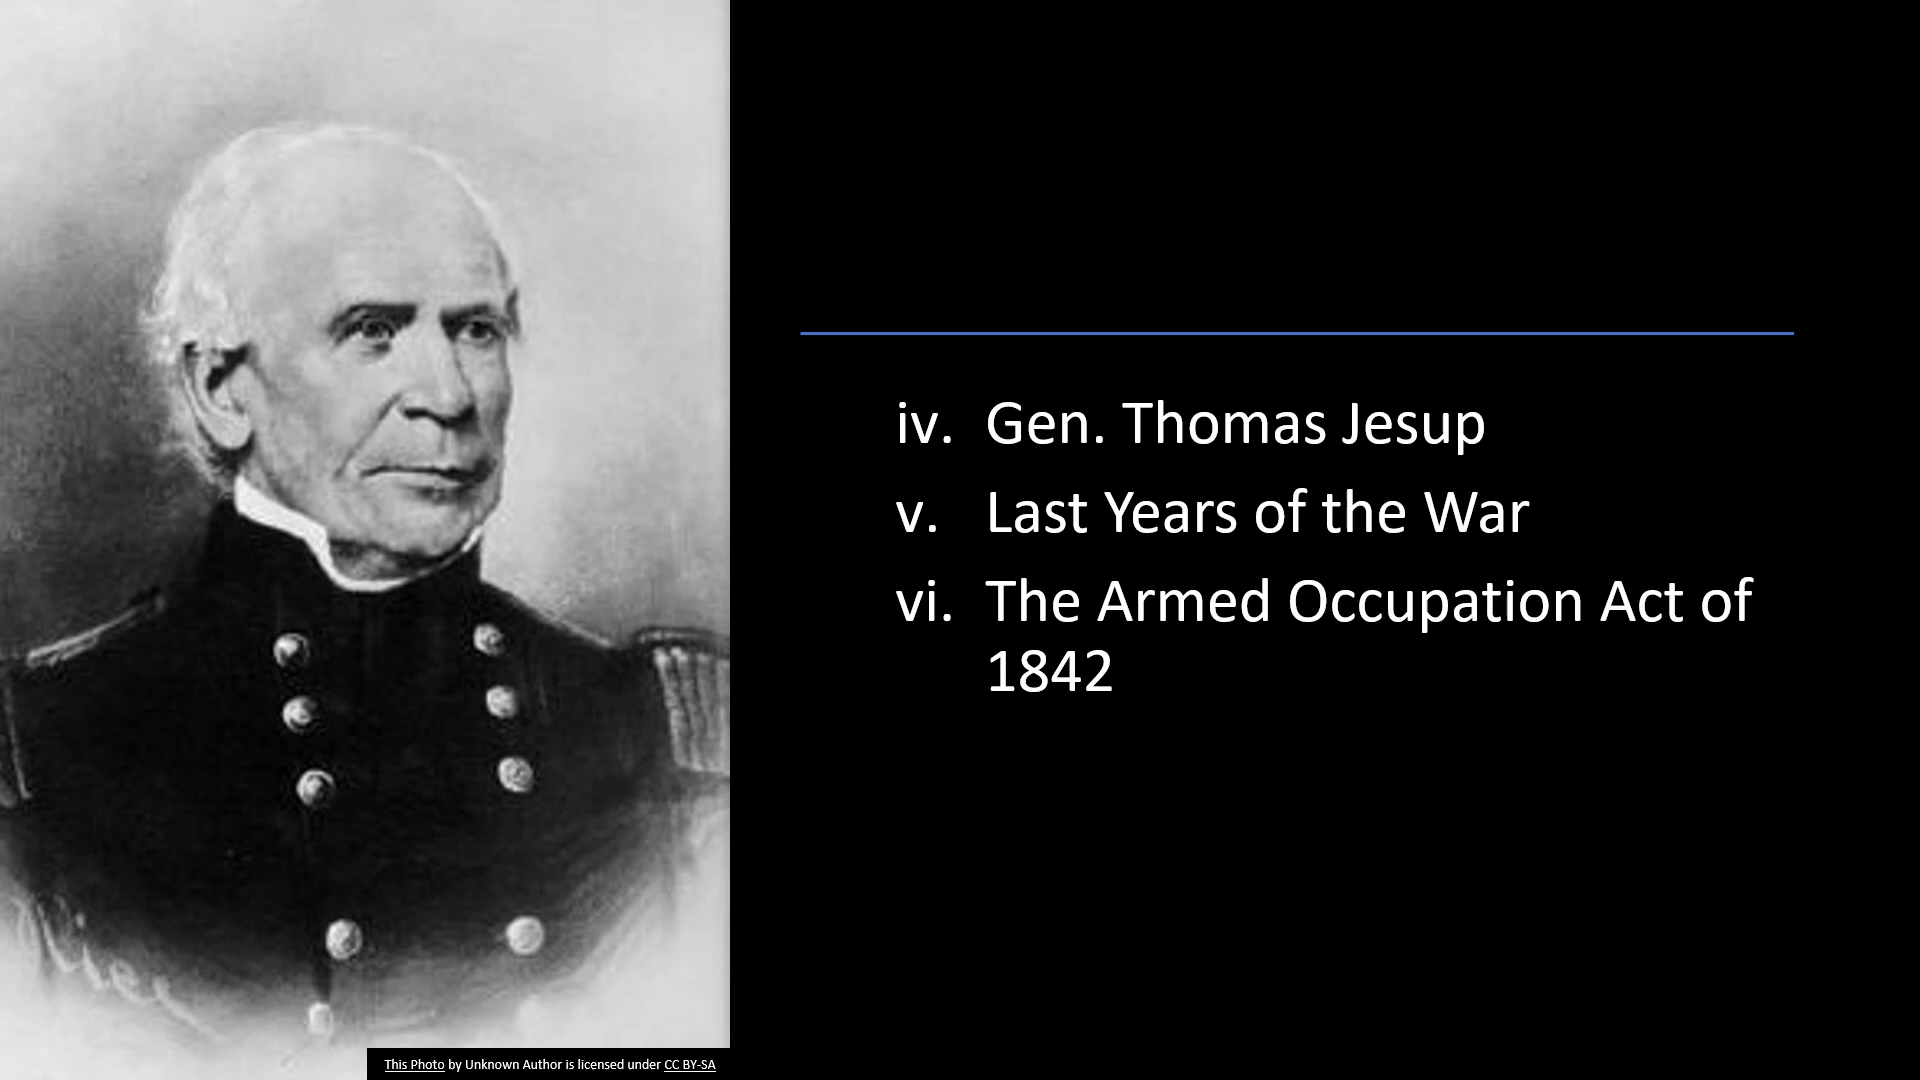 iv. Gen. Thomas Jesup
v. Last Years of the War
vi. The Armed Occupation Act of
1842
This Photo by Unknown Author is licensed under CC BY-SA